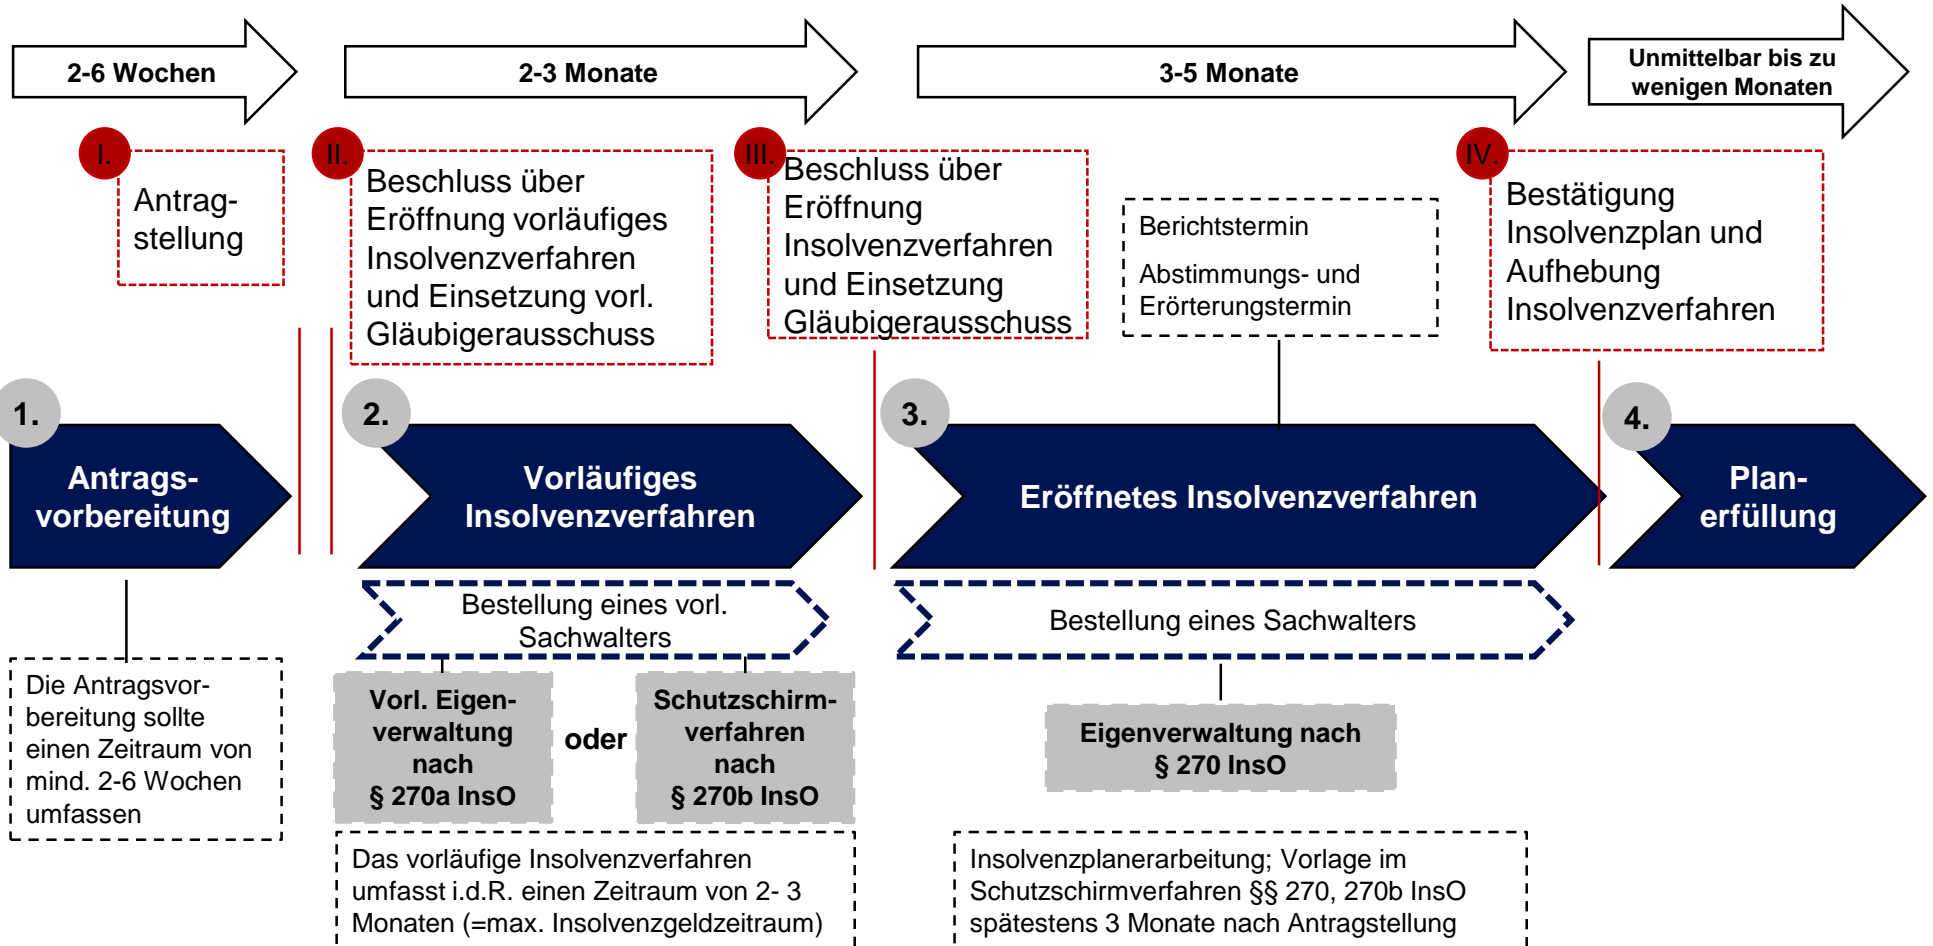 2-6 Wochen
2-3 Monate
3-5 Monate
Unmittelbar bis zu
wenigen Monaten
I.
Antrag-
stellung
II.
Beschluss über
Eröffnung vorläufiges
Insolvenzverfahren
und Einsetzung vorl.
Gläubigerausschuss
III.
Beschluss über
Eröffnung
Insolvenzverfahren
und Einsetzung
Gläubigerausschuss
Berichtstermin
Abstimmungs- und
Erörterungstermin
IV.
Bestätigung
Insolvenzplan und
Aufhebung
Insolvenzverfahren
1.
Antrags-
vorbereitung
2.
Vorläufiges
Insolvenzverfahren
3.
Eröffnetes Insolvenzverfahren
4.
Plan-
erfüllung
Bestellung eines vorl.
Sachwalters
Bestellung eines Sachwalters
Die Antragsvor-
bereitung sollte
einen Zeitraum von
mind. 2-6 Wochen
umfassen
Vorl. Eigen-
verwaltung
nach
§ 270a InsO
oder
Schutzschirm-
verfahren
nach
§ 270b InsO
Eigenverwaltung nach
§ 270 InsO
Das vorläufige Insolvenzverfahren
umfasst i.d.R. einen Zeitraum von 2- 3
Monaten (=max. Insolvenzgeldzeitraum)
Insolvenzplanerarbeitung; Vorlage im
Schutzschirmverfahren §§ 270, 270b InsO
spätestens 3 Monate nach Antragstellung